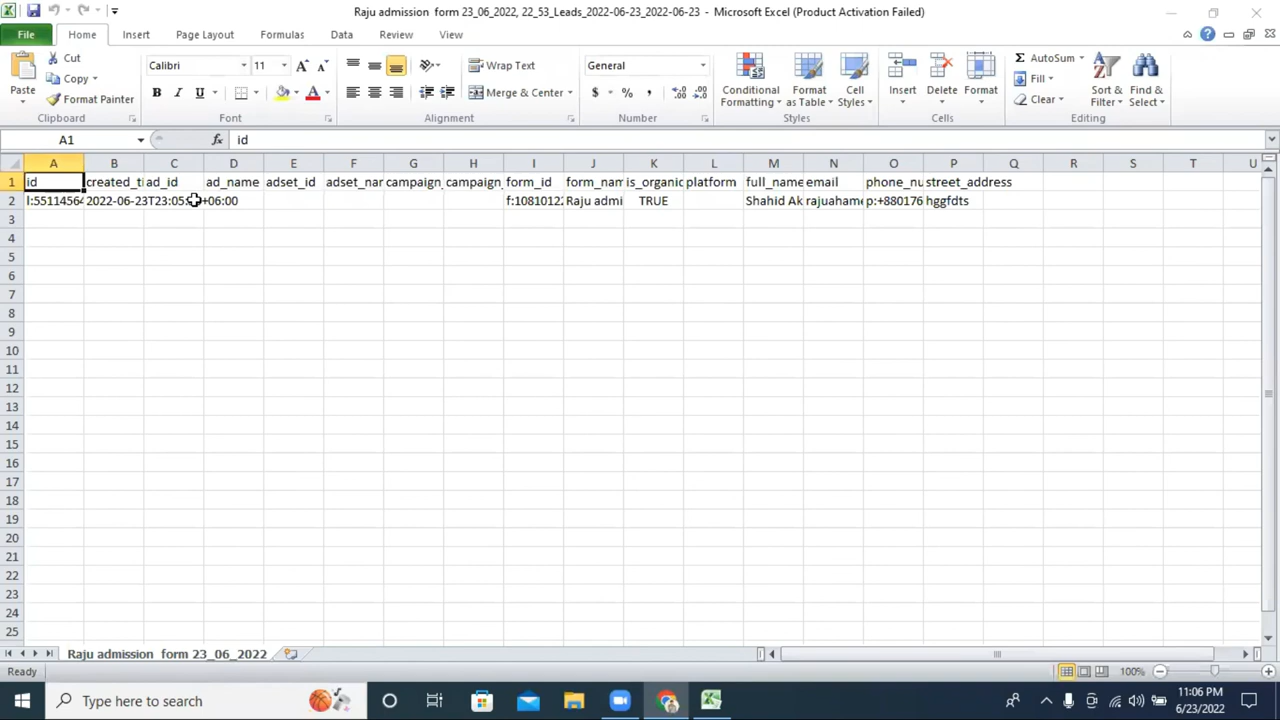 Raju admission form 23_06_2022, 22_53_Leads_2022-06-23_2022-06-23 - Microsoft Excel (Product Activation Failed)
File Home Insert Page Layout Formulas Data Review View
Cut Calibri 11 Wrap Text General AutoSum
Copy Fill
Paste Format Painter Merge & Center Conditional Formatting Format as Table Cell Styles Insert Delete Format Clear Sort & Filter Find & Select
Clipboard Font Alignment Number Styles Cells Editing
A1 fx id
A B C D E F G H I J K L M N O P Q R S T U
1 id created_ti ad_id ad_name adset_id adset_nar campaign_ campaign_ form_id form_nam is_organic platform full_name email phone_nu street_address
2 l:55114564 2022-06-23T23:05 +06:00 f:10810122 Raju admi TRUE Shahid Ak rajuahame p:+880176 hggfdts
3
4
5
6
7
8
9
10
11
12
13
14
15
16
17
18
19
20
21
22
23
24
25
Raju admission form 23_06_2022
Ready 100%
Type here to search 11:06 PM
6/23/2022